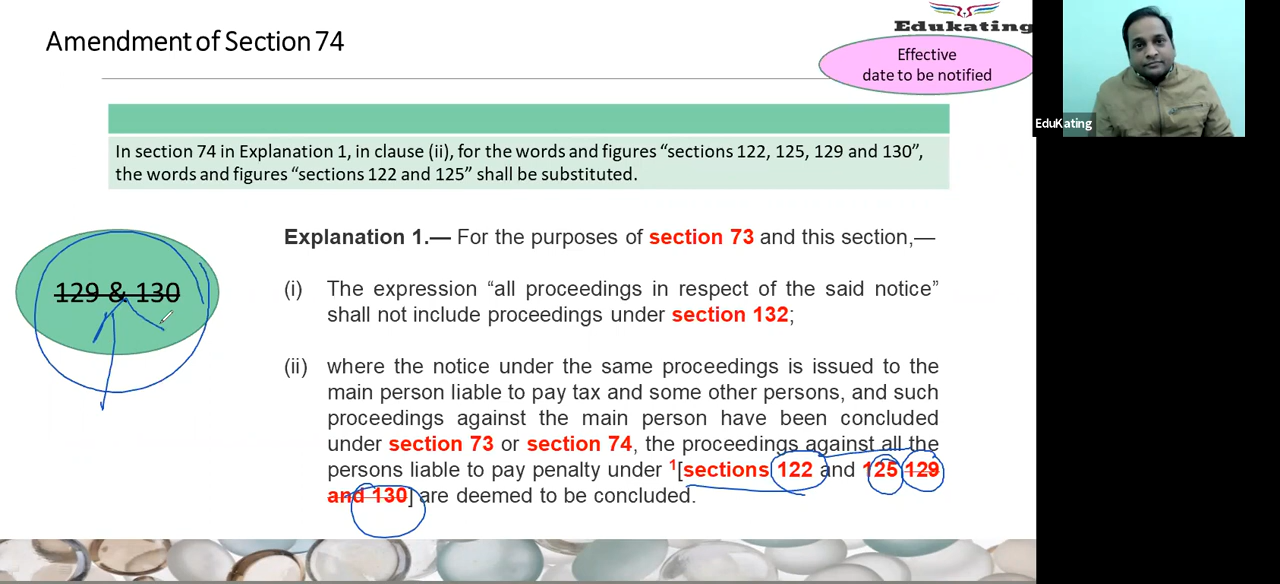 Amendment of Section 74
Edukating
Effective
date to be notified
EduKating
In section 74 in Explanation 1, in clause (ii), for the words and figures “sections 122, 125, 129 and 130”,
the words and figures “sections 122 and 125” shall be substituted.
129 & 130
Explanation 1.— For the purposes of section 73 and this section,—
(i) The expression “all proceedings in respect of the said notice”
shall not include proceedings under section 132;
(ii) where the notice under the same proceedings is issued to the
main person liable to pay tax and some other persons, and such
proceedings against the main person have been concluded
under section 73 or section 74, the proceedings against all the
persons liable to pay penalty under 1[sections 122 and 125 129
and 130] are deemed to be concluded.